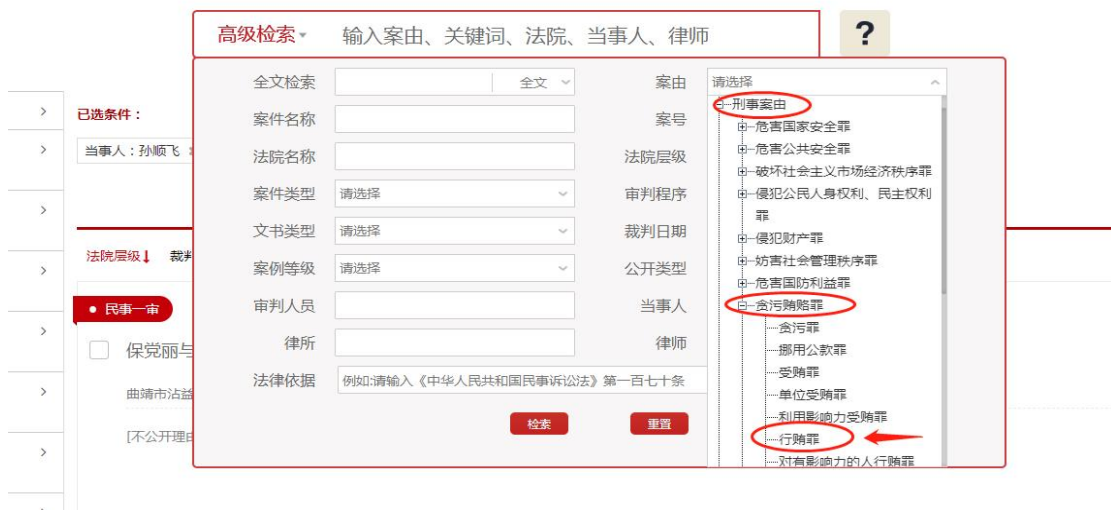 高级检索 输入案由、关键词、法院、当事人、律师 ?
全文检索 全文 案由 请选择
已选条件：
案件名称 案号
当事人：孙顺飞
法院名称 法院层级
案件类型 请选择 审判程序
文书类型 请选择 裁判日期
法院层级 裁判
案例等级 请选择 公开类型
民事一审
审判人员 当事人
保党丽与
律所 律师
法律依据 例如:请输入《中华人民共和国民事诉讼法》第一百七十条
曲靖市沾益
检索 重置
[不公开理由
刑事案由
危害国家安全罪
危害公共安全罪
破坏社会主义市场经济秩序罪
侵犯公民人身权利、民主权利
罪
侵犯财产罪
妨害社会管理秩序罪
危害国防利益罪
贪污贿赂罪
贪污罪
挪用公款罪
受贿罪
单位受贿罪
利用影响力受贿罪
行贿罪
对有影响力的人行贿罪